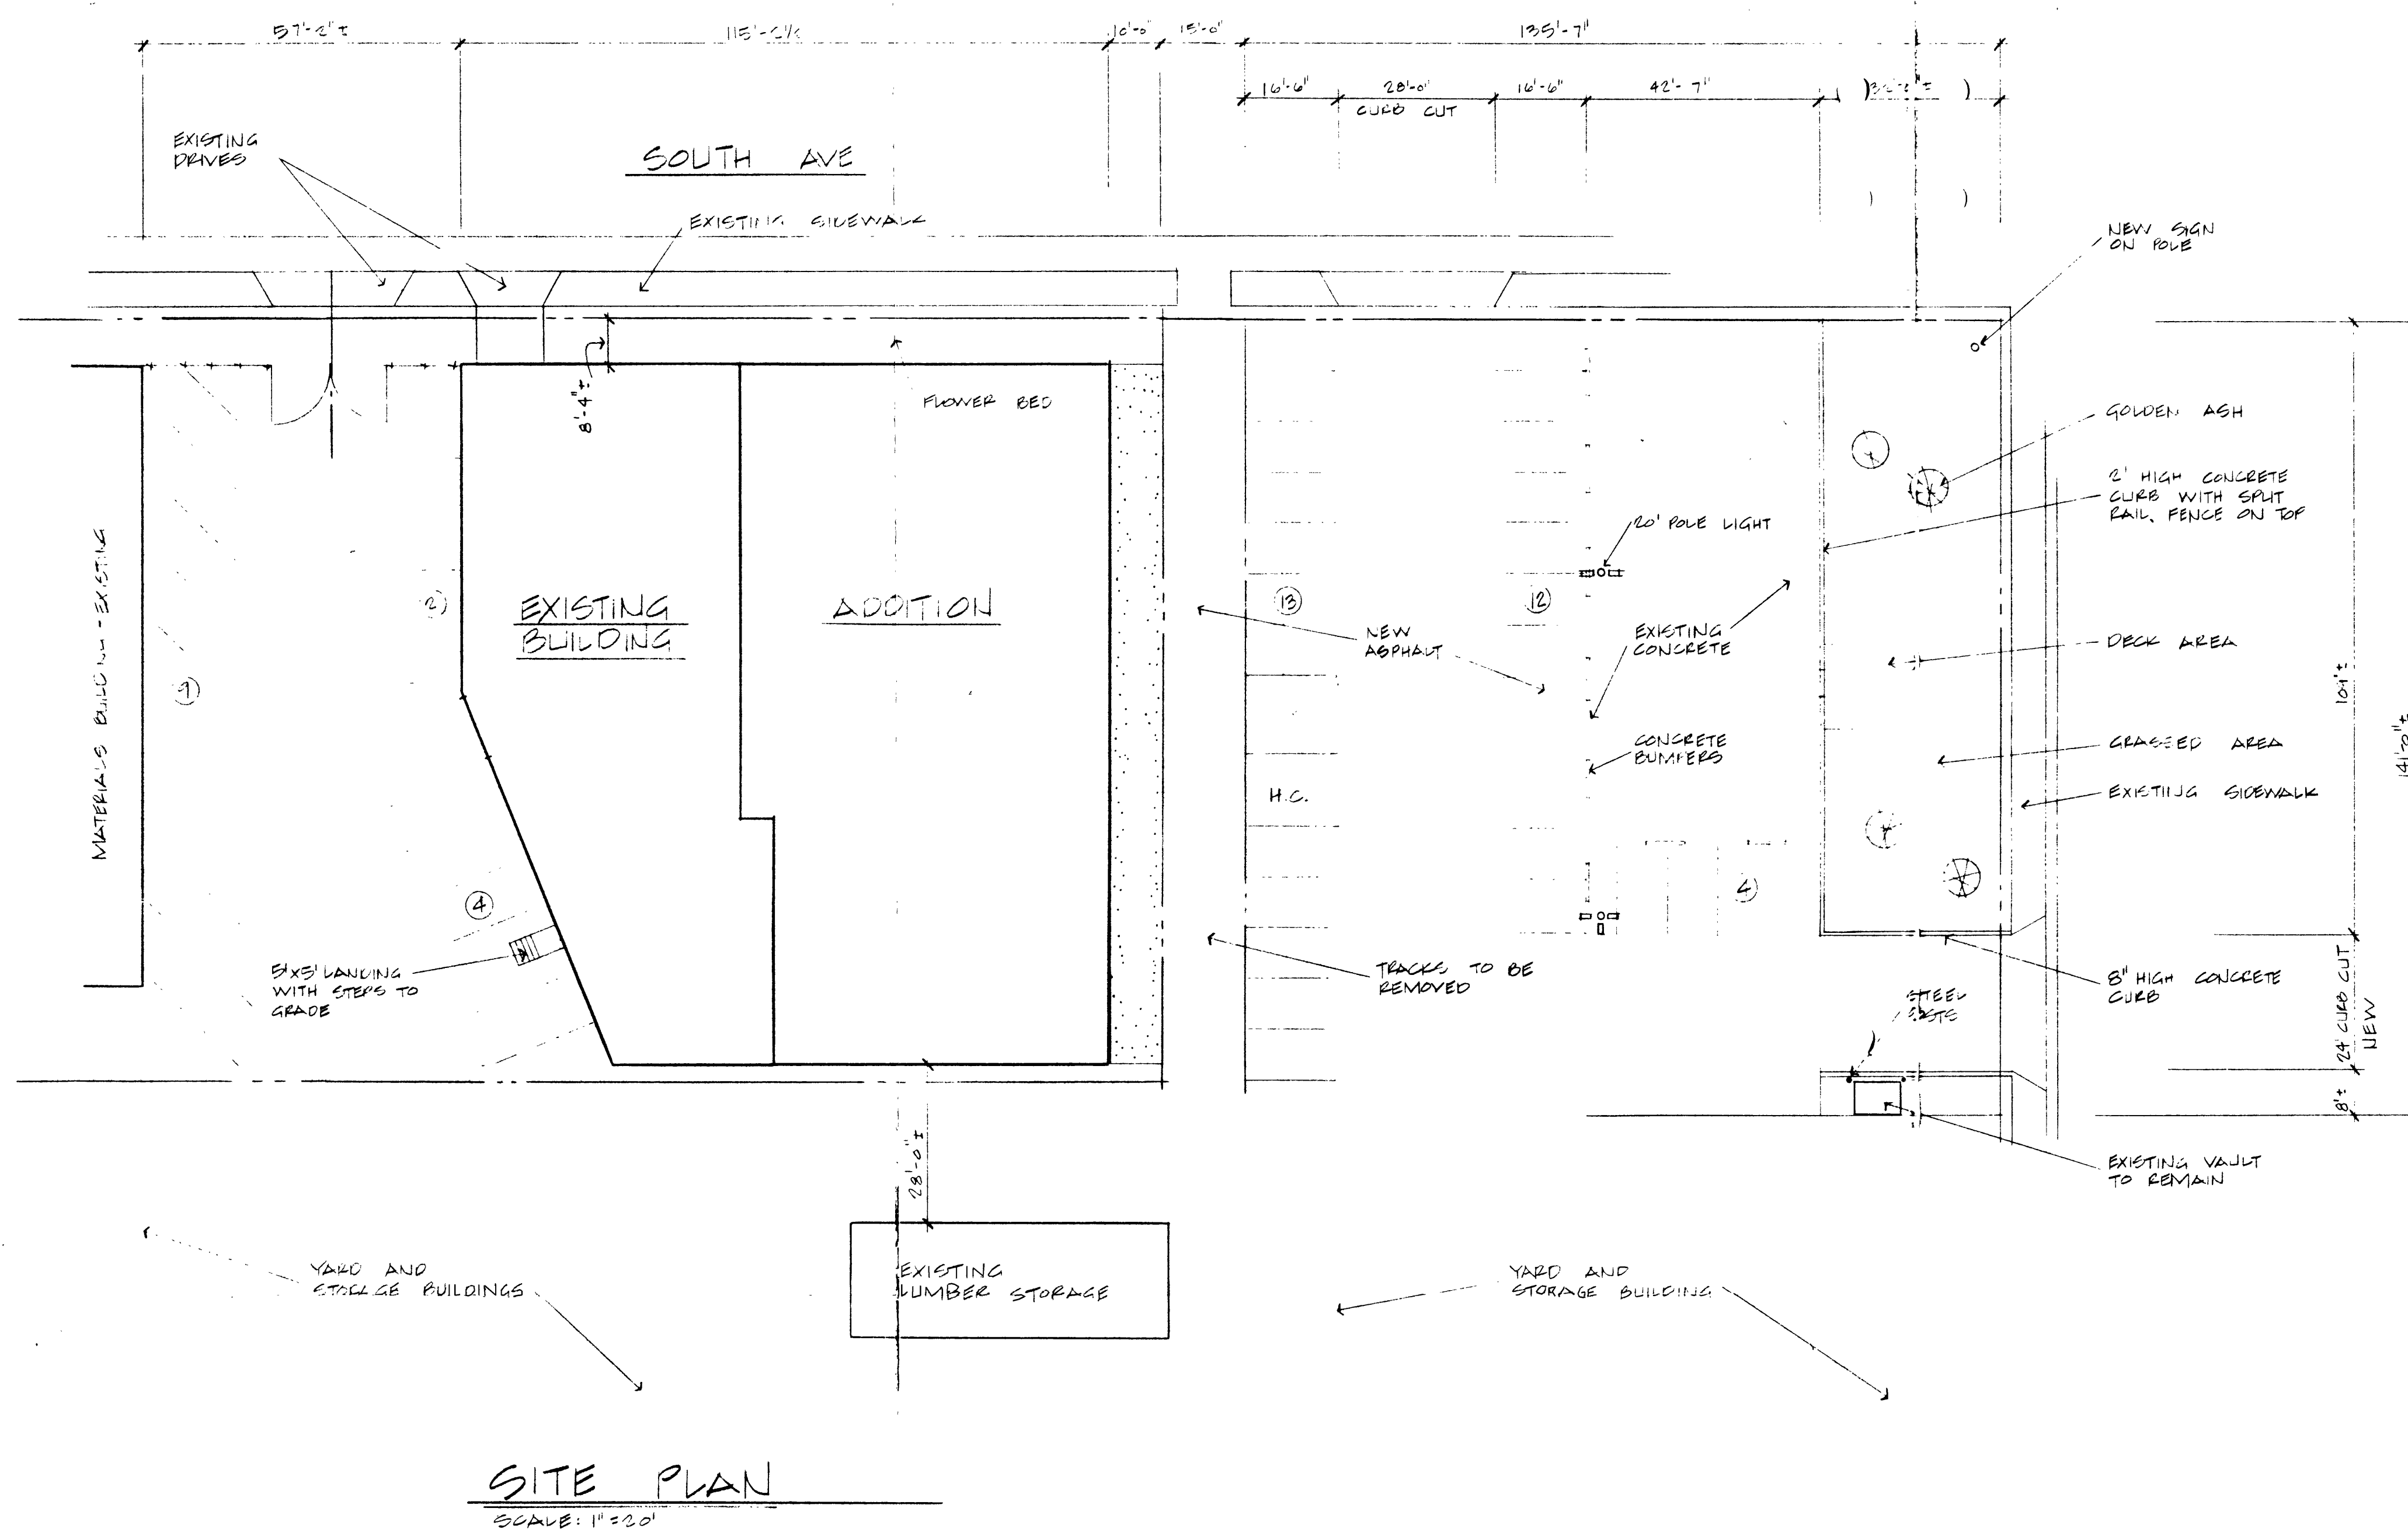 57'-2"±
10'-0"
15'-0"
135'-7"
16'-6"
28'-0"
16'-6"
42'-7"
CURB CUT
EXISTING
DRIVES
SOUTH AVE
EXISTING SIDEWALK
NEW SIGN
ON POLE
8'-4"±
FLOWER BED
GOLDEN ASH
2' HIGH CONCRETE
CURB WITH SPLIT
RAIL. FENCE ON TOP
20' POLE LIGHT
MATERIALS BUILDING - EXISTING
2
EXISTING
BUILDING
ADDITION
13
12
NEW
ASPHALT
EXISTING
CONCRETE
DECK AREA
CONCRETE
BUMPERS
GRASSED AREA
EXISTING SIDEWALK
H.C.
4
4
5'x5' LANDING
WITH STEPS TO
GRADE
TRACKS TO BE
REMOVED
8" HIGH CONCRETE
CURB
STEEL
POSTS
24' CURB CUT
NEW
8'±
28'-0"±
EXISTING VAULT
TO REMAIN
YARD AND
STORAGE BUILDINGS
EXISTING
LUMBER STORAGE
YARD AND
STORAGE BUILDING
SITE PLAN
SCALE: 1"=20'